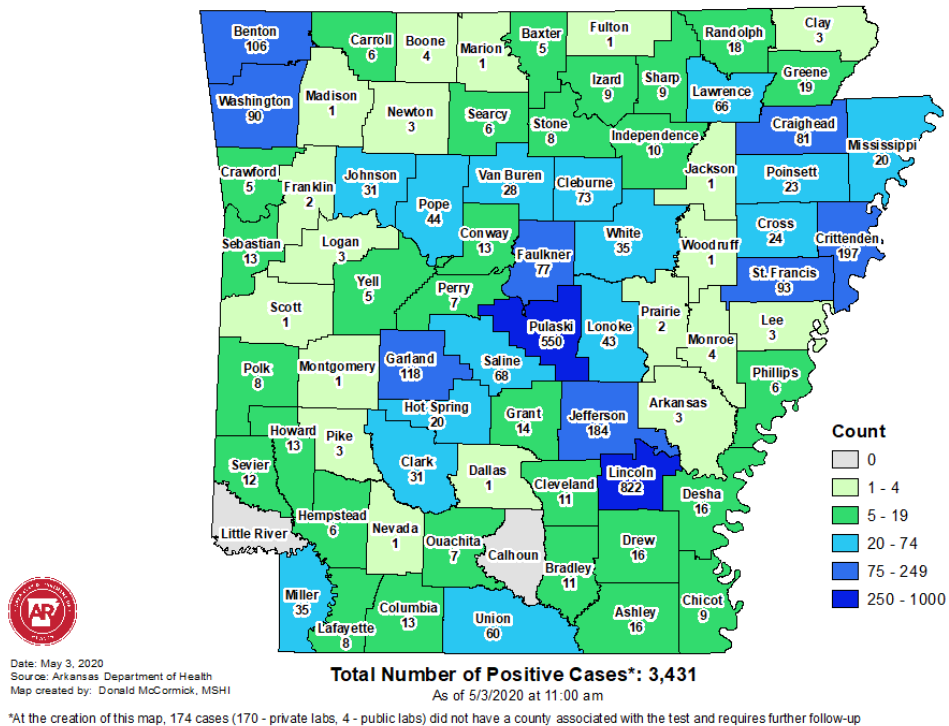 Benton
106
Carroll
6
Boone
4
Marion
1
Baxter
5
Fulton
1
Randolph
18
Clay
3
Washington
90
Madison
1
Newton
3
Searcy
6
Stone
8
Izard
9
Sharp
9
Lawrence
66
Greene
19
Independence
10
Craighead
81
Mississippi
20
Crawford
5
Franklin
2
Johnson
31
Pope
44
Van Buren
28
Cleburne
73
Jackson
1
Poinsett
23
Sebastian
13
Logan
3
Conway
13
Faulkner
77
White
35
Woodruff
1
Cross
24
Crittenden
197
St. Francis
93
Scott
1
Yell
5
Perry
7
Pulaski
550
Lonoke
43
Prairie
2
Monroe
4
Lee
3
Phillips
6
Polk
8
Montgomery
1
Garland
118
Saline
68
Hot Spring
20
Grant
14
Jefferson
184
Arkansas
3
Howard
13
Pike
3
Sevier
12
Clark
31
Dallas
1
Cleveland
11
Lincoln
822
Desha
16
Little River
Hempstead
6
Nevada
1
Ouachita
7
Calhoun
Bradley
11
Drew
16
Miller
35
Lafayette
8
Columbia
13
Union
60
Ashley
16
Chicot
9
Count
0
1 - 4
5 - 19
20 - 74
75 - 249
250 - 1000
AR
Date: May 3, 2020
Source: Arkansas Department of Health
Map created by: Donald McCormick, MSHI
Total Number of Positive Cases*: 3,431
As of 5/3/2020 at 11:00 am
*At the creation of this map, 174 cases (170 - private labs, 4 - public labs) did not have a county associated with the test and requires further follow-up